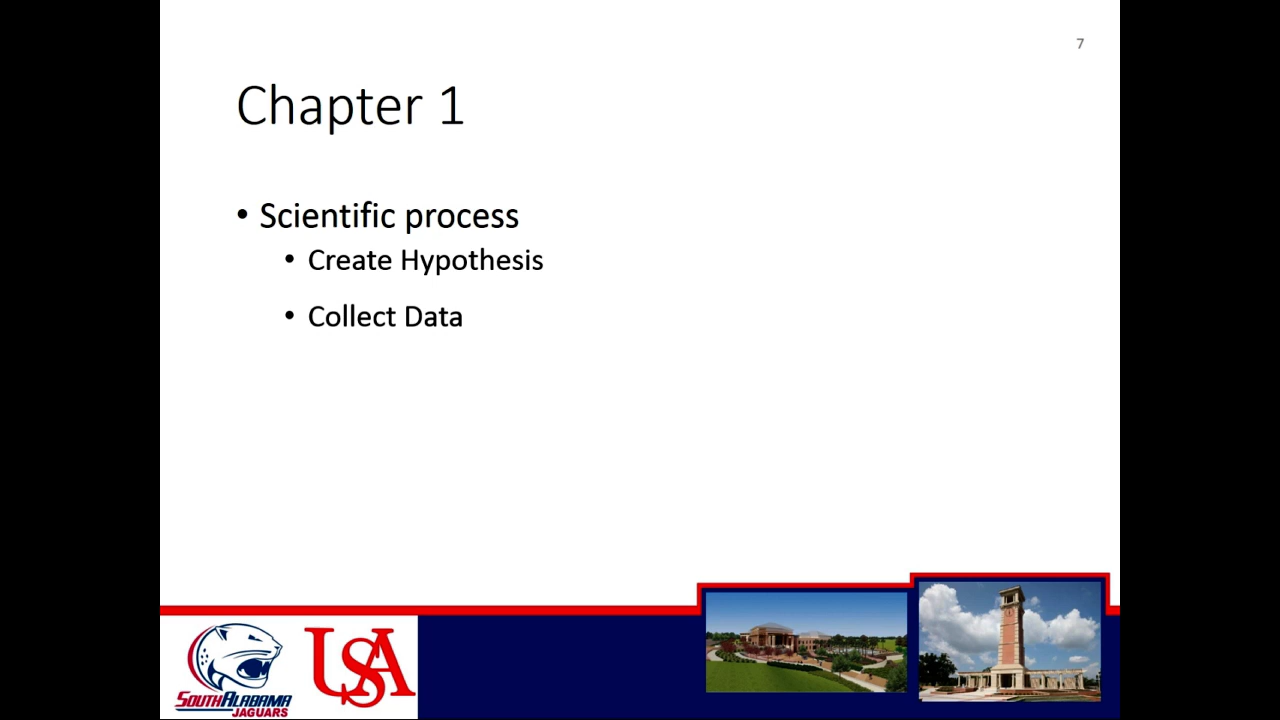 7
Chapter 1
• Scientific process
• Create Hypothesis
• Collect Data
SOUTH ALABAMA
JAGUARS
USA